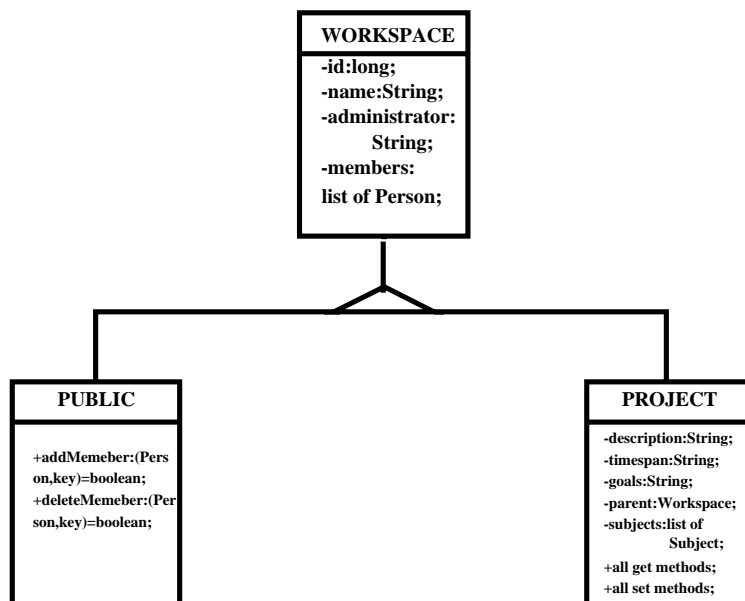 WORKSPACE
-id:long;
-name:String;
-administrator:
String;
-members:
list of Person;
PUBLIC
+addMemeber:(Pers
on,key)=boolean;
+deleteMemeber:(Per
son,key)=boolean;
PROJECT
-description:String;
-timespan:String;
-goals:String;
-parent:Workspace;
-subjects:list of
Subject;
+all get methods;
+all set methods;